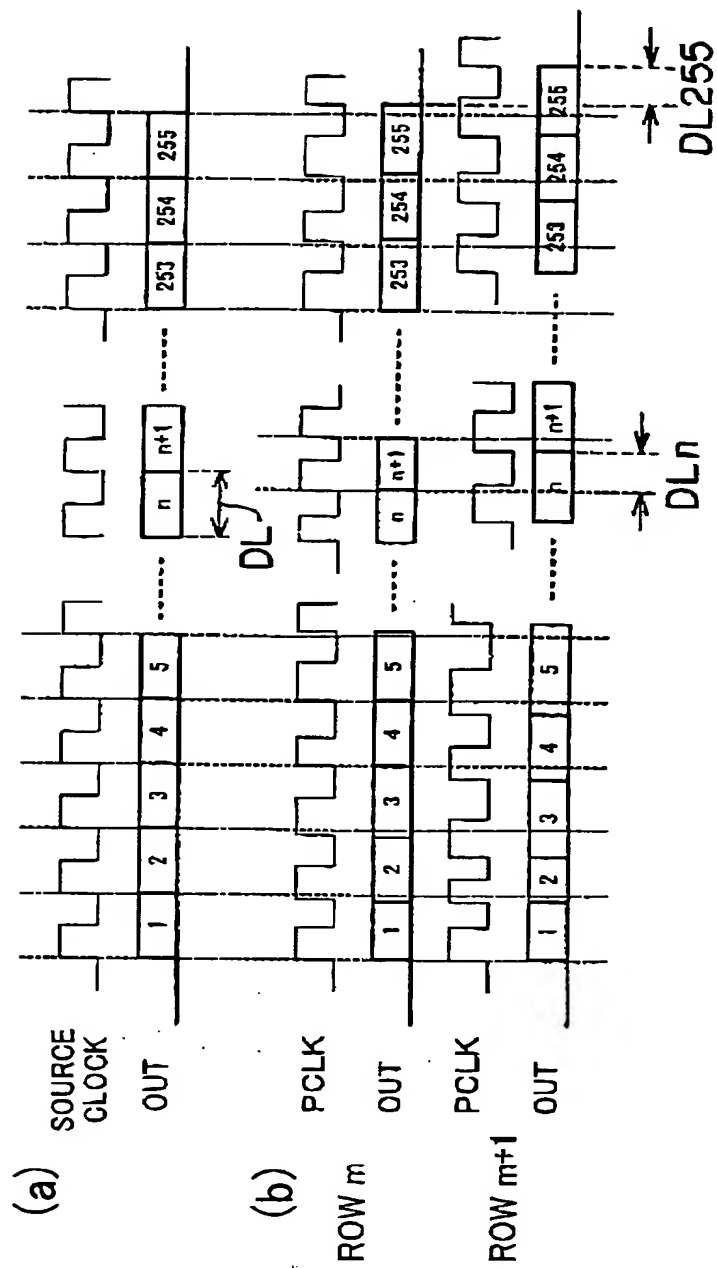 (a)
SOURCE
CLOCK
OUT
1 2 3 4 5 n n+1 253 254 255
DL
(b)
ROW m
PCLK
OUT
1 2 3 4 5 n n+1 253 254 255
ROW m+1
PCLK
OUT
1 2 3 4 5 n n+1 253 254 255
DLn
DL255